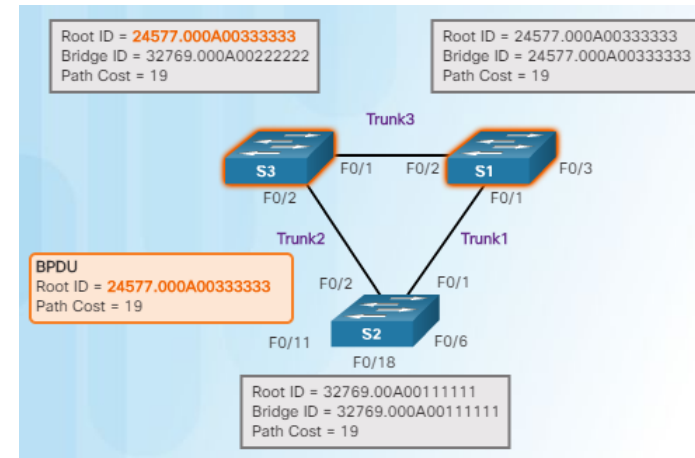 Root ID = 24577.000A00333333
Bridge ID = 32769.000A00222222
Path Cost = 19
Root ID = 24577.000A00333333
Bridge ID = 24577.000A00333333
Path Cost = 19
Trunk3
S3
F0/1
F0/2
S1
F0/3
F0/2
F0/1
Trunk2
Trunk1
BPDU
Root ID = 24577.000A00333333
Path Cost = 19
F0/2
F0/1
F0/11
S2
F0/6
F0/18
Root ID = 32769.00A00111111
Bridge ID = 32769.000A00111111
Path Cost = 19